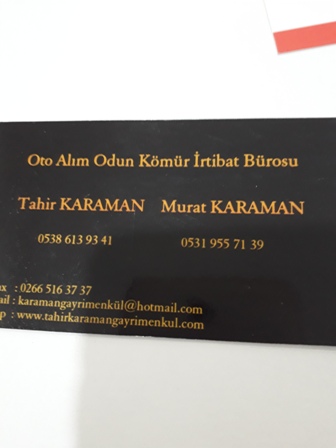 Oto Alım Odun Kömür İrtibat Bürosu
Tahir KARAMAN Murat KARAMAN
0538 613 93 41 0531 955 71 39
: 0266 516 37 37
: karamangayrimenkül@hotmail.com
: www.tahirkaramangayrimenkul.com